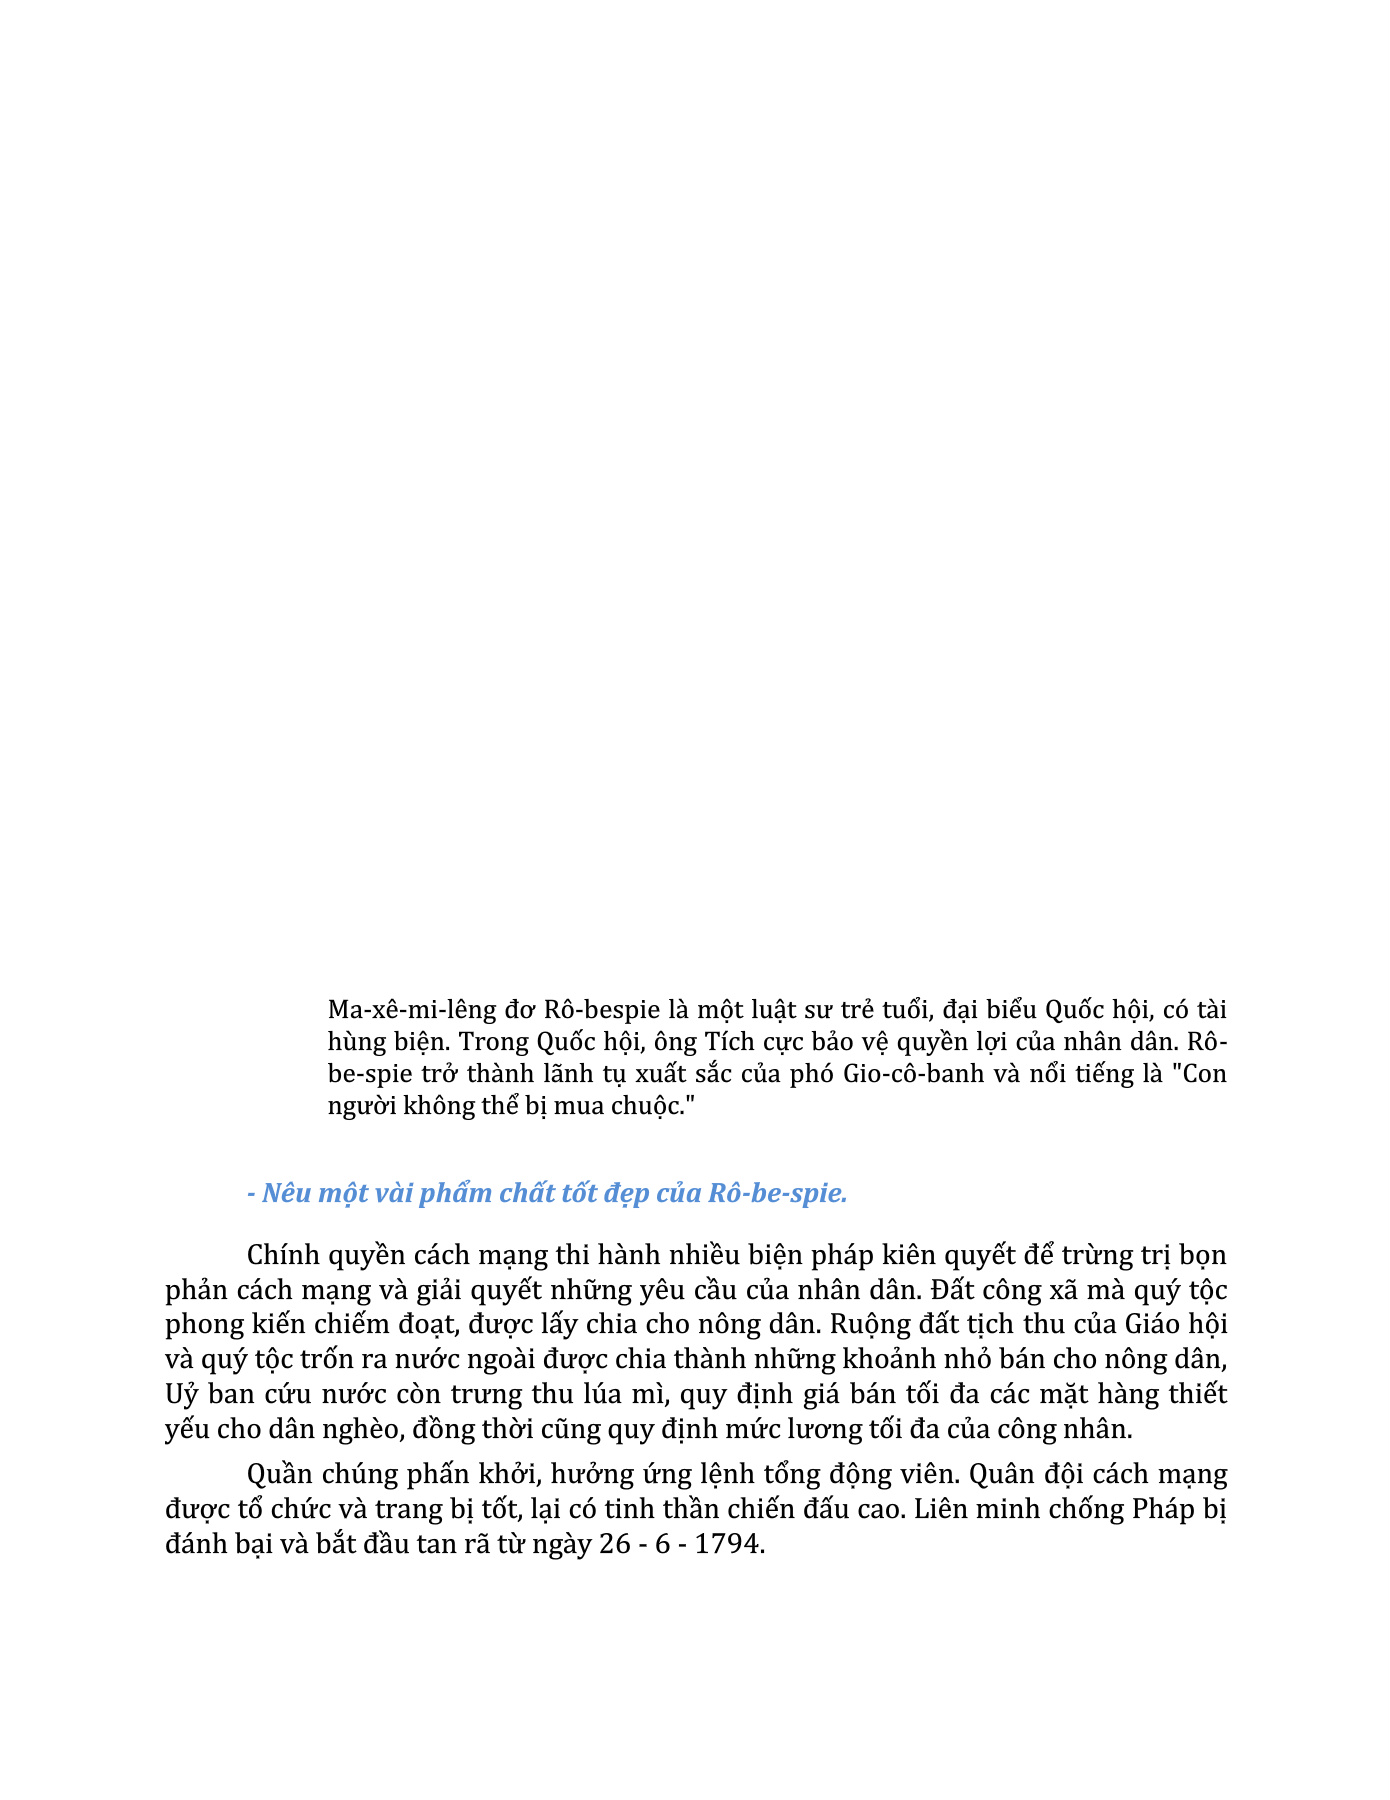 Ma-xê-mi-lêng đơ Rô-bespie là một luật sư trẻ tuổi, đại biểu Quốc hội, có tài
hùng biện. Trong Quốc hội, ông Tích cực bảo vệ quyền lợi của nhân dân. Rô-
be-spie trở thành lãnh tụ xuất sắc của phó Gio-cô-banh và nổi tiếng là "Con
người không thể bị mua chuộc."
- Nêu một vài phẩm chất tốt đẹp của Rô-be-spie.
Chính quyền cách mạng thi hành nhiều biện pháp kiên quyết để trừng trị bọn
phản cách mạng và giải quyết những yêu cầu của nhân dân. Đất công xã mà quý tộc
phong kiến chiếm đoạt, được lấy chia cho nông dân. Ruộng đất tịch thu của Giáo hội
và quý tộc trốn ra nước ngoài được chia thành những khoảnh nhỏ bán cho nông dân,
Uỷ ban cứu nước còn trưng thu lúa mì, quy định giá bán tối đa các mặt hàng thiết
yếu cho dân nghèo, đồng thời cũng quy định mức lương tối đa của công nhân.
Quần chúng phấn khởi, hưởng ứng lệnh tổng động viên. Quân đội cách mạng
được tổ chức và trang bị tốt, lại có tinh thần chiến đấu cao. Liên minh chống Pháp bị
đánh bại và bắt đầu tan rã từ ngày 26 - 6 - 1794.